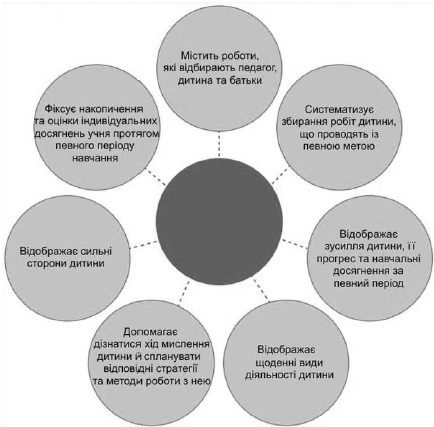 Містить роботи,
які відбирають педагог,
дитина та батьки
Систематизує
збирання робіт дитини,
що проводять із
певною метою
Відображає
зусилля дитини, її
прогрес та навчальні
досягнення за
певний період
Відображає
щоденні види
діяльності дитини
Допомагає
дізнатися хід мислення
дитини й спланувати
відповідні стратегії
та методи роботи з нею
Відображає сильні
сторони дитини
Фіксує накопичення
та оцінки індивідуальних
досягнень учня протягом
певного періоду
навчання